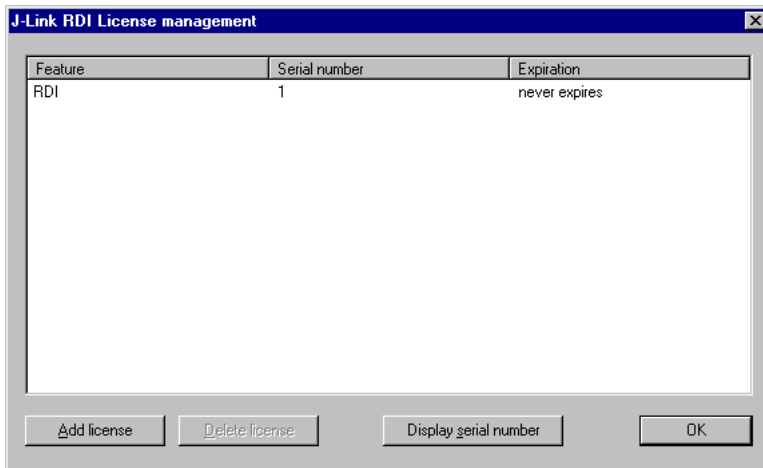 J-Link RDI License management
Feature Serial number Expiration
RDI 1 never expires
Add license Delete license Display serial number OK